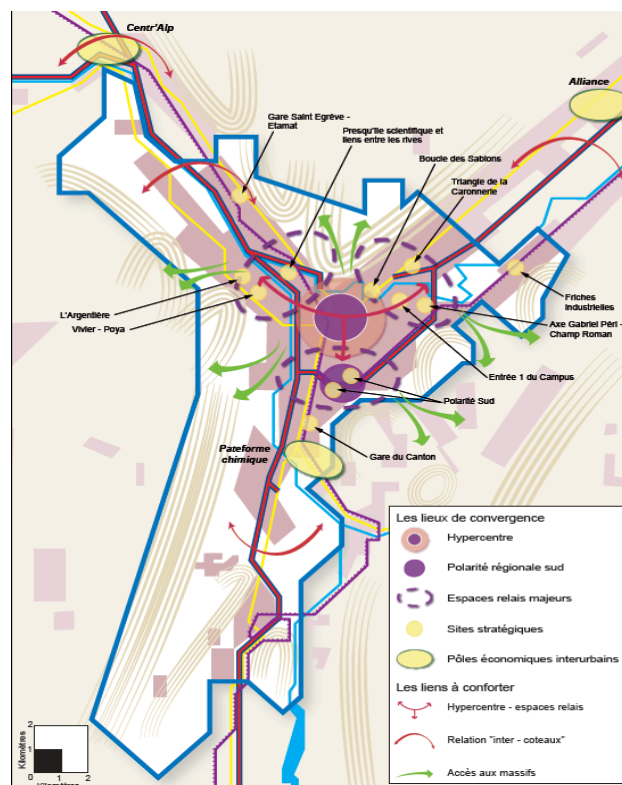 Centr'Alp
Alliance
Gare Saint Egrève -
Etamat
Presqu'île scientifique et
liens entre les rives
Boucle des Sablons
Triangle de la
Caronnerie
L'Argentière
Vivier - Poya
Friches
industrielles
Axe Gabriel Péri -
Champ Roman
Entrée 1 du Campus
Polarité Sud
Gare du Canton
Pateforme
chimique
Les lieux de convergence
Hypercentre
Polarité régionale sud
Espaces relais majeurs
Sites stratégiques
Pôles économiques interurbains
Les liens à conforter
Hypercentre - espaces relais
Relation "inter - coteaux"
Accès aux massifs
2
1
0
Kilomètres
0 1 2
Kilomètres